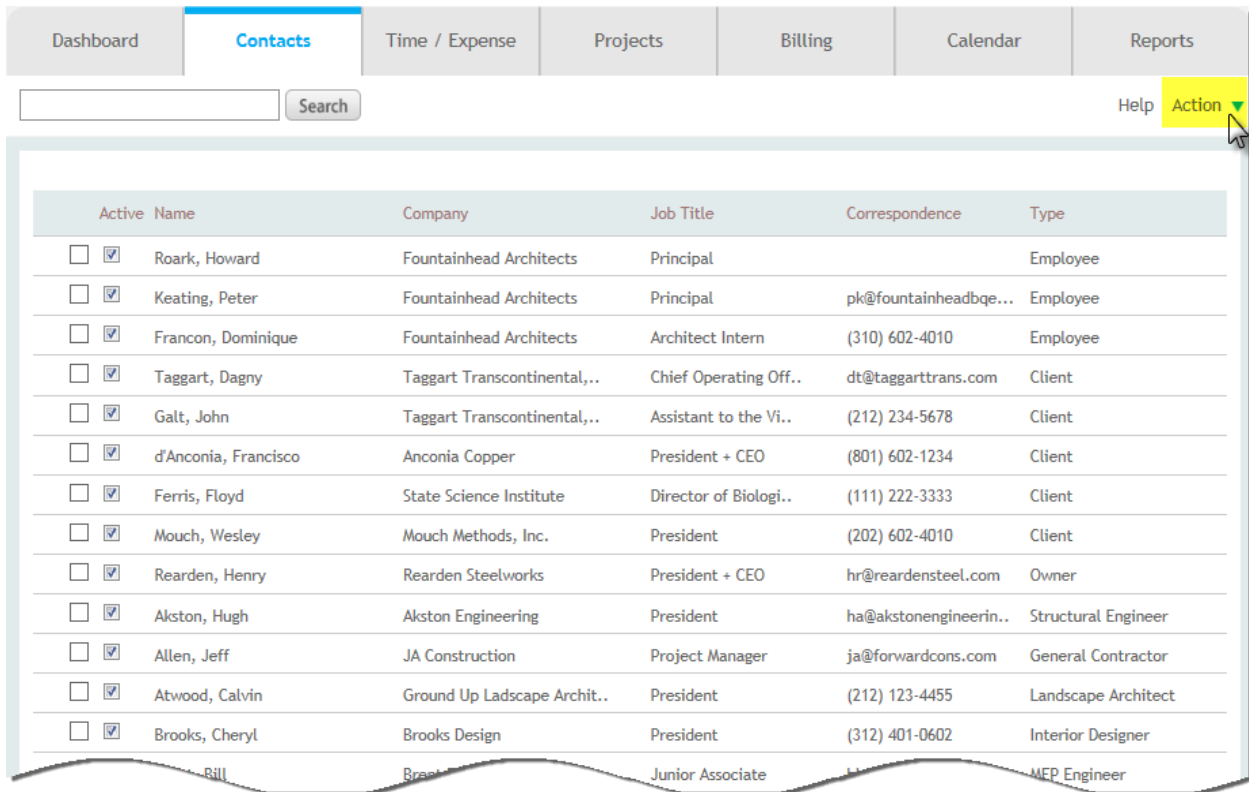 Dashboard Contacts Time / Expense Projects Billing Calendar Reports
Search Help Action
Active Name Company Job Title Correspondence Type
Roark, Howard Fountainhead Architects Principal Employee
Keating, Peter Fountainhead Architects Principal pk@fountainheadbqe... Employee
Francon, Dominique Fountainhead Architects Architect Intern (310) 602-4010 Employee
Taggart, Dagny Taggart Transcontinental,.. Chief Operating Off.. dt@taggarttrans.com Client
Galt, John Taggart Transcontinental,.. Assistant to the Vi.. (212) 234-5678 Client
d'Anconia, Francisco Anconia Copper President + CEO (801) 602-1234 Client
Ferris, Floyd State Science Institute Director of Biologi.. (111) 222-3333 Client
Mouch, Wesley Mouch Methods, Inc. President (202) 602-4010 Client
Rearden, Henry Rearden Steelworks President + CEO hr@reardensteel.com Owner
Akston, Hugh Akston Engineering President ha@akstonengineerin.. Structural Engineer
Allen, Jeff JA Construction Project Manager ja@forwardcons.com General Contractor
Atwood, Calvin Ground Up Ladscape Archit.. President (212) 123-4455 Landscape Architect
Brooks, Cheryl Brooks Design President (312) 401-0602 Interior Designer
Bill Junior Associate MEP Engineer